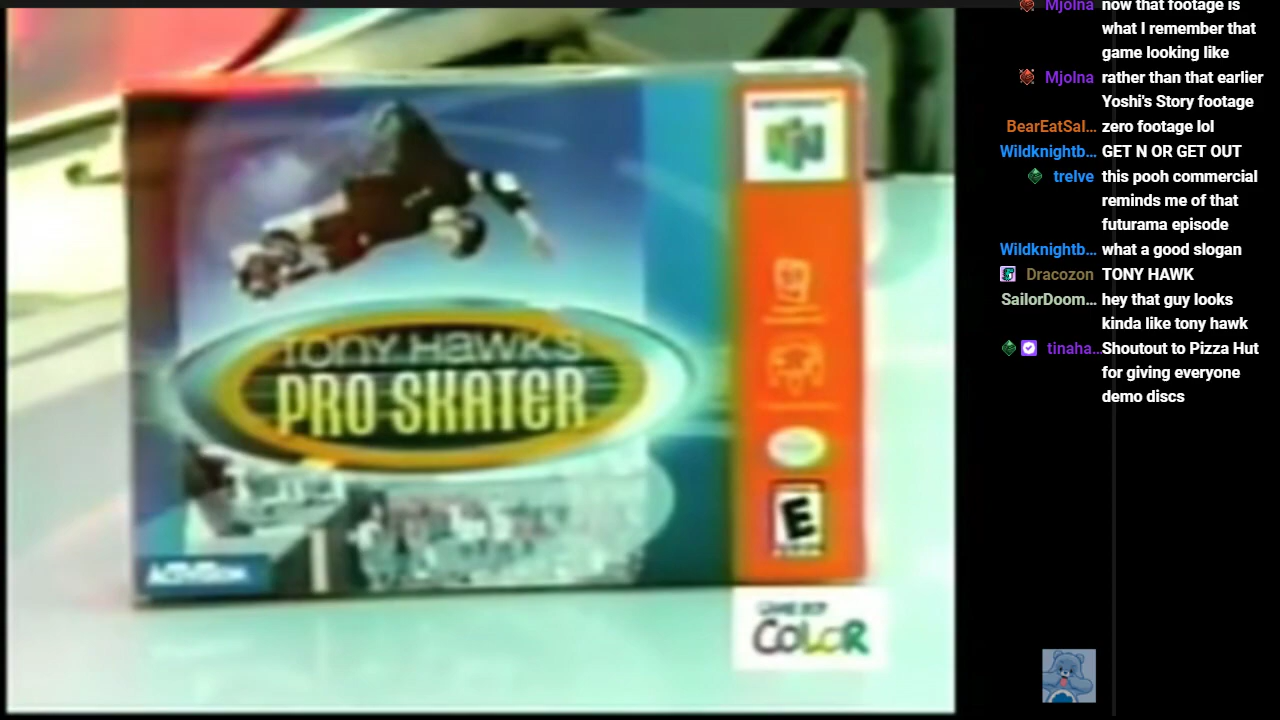 TONY HAWK'S
PRO SKATER
ACTIVISION
E
GAME BOY
COLOR
Mjolna now that footage is
what I remember that
game looking like
Mjolna rather than that earlier
Yoshi's Story footage
BearEatSal... zero footage lol
Wildknightb... GET N OR GET OUT
trelve this pooh commercial
reminds me of that
futurama episode
Wildknightb... what a good slogan
Dracozon TONY HAWK
SailorDoom... hey that guy looks
kinda like tony hawk
tinaha... Shoutout to Pizza Hut
for giving everyone
demo discs